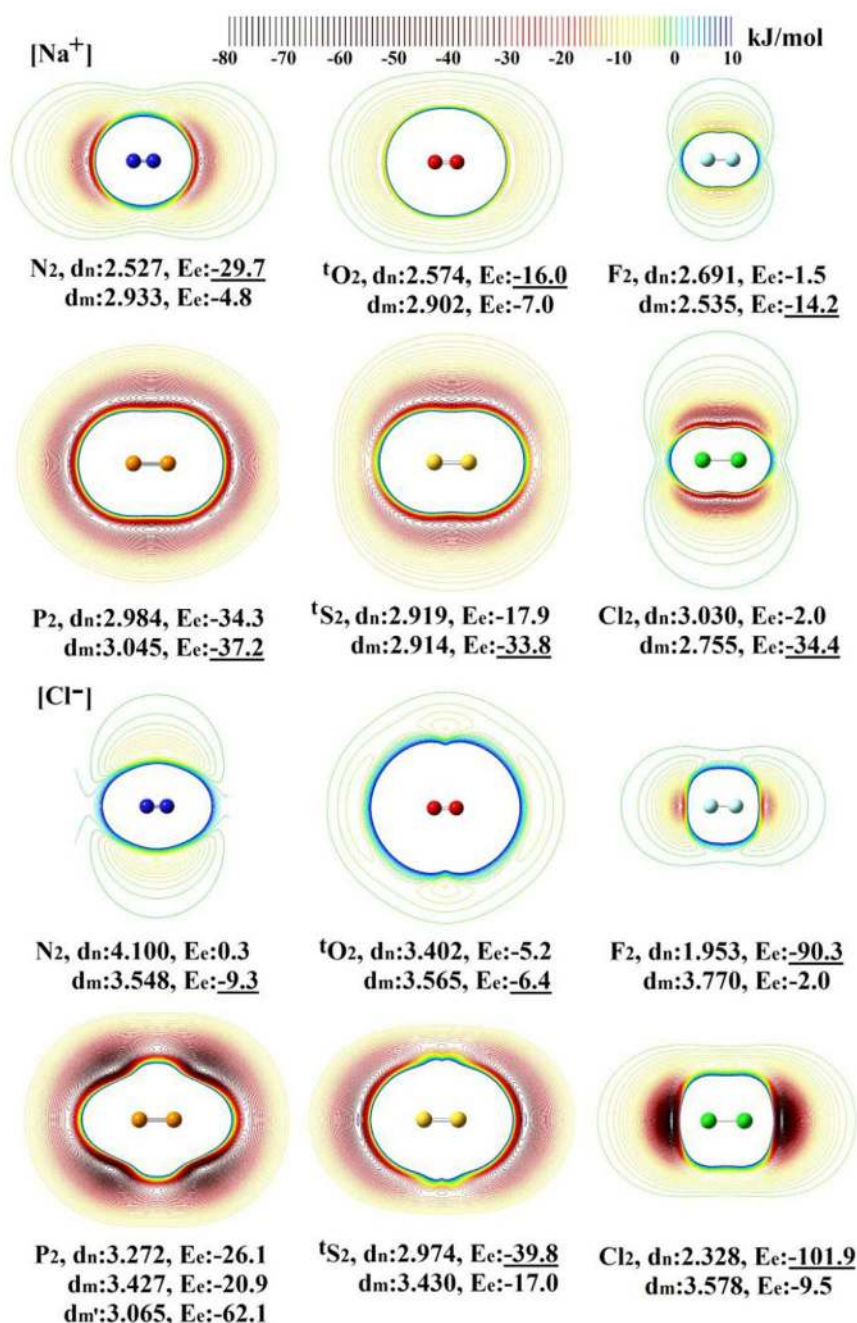 kJ/mol
[Na+]
-80 -70 -60 -50 -40 -30 -20 -10 0 10
N2, dn:2.527, Ee:-29.7
dm:2.933, Ee:-4.8
tO2, dn:2.574, Ee:-16.0
dm:2.902, Ee:-7.0
F2, dn:2.691, Ee:-1.5
dm:2.535, Ee:-14.2
P2, dn:2.984, Ee:-34.3
dm:3.045, Ee:-37.2
tS2, dn:2.919, Ee:-17.9
dm:2.914, Ee:-33.8
Cl2, dn:3.030, Ee:-2.0
dm:2.755, Ee:-34.4
[Cl−]
N2, dn:4.100, Ee:0.3
dm:3.548, Ee:-9.3
tO2, dn:3.402, Ee:-5.2
dm:3.565, Ee:-6.4
F2, dn:1.953, Ee:-90.3
dm:3.770, Ee:-2.0
P2, dn:3.272, Ee:-26.1
dm:3.427, Ee:-20.9
dm':3.065, Ee:-62.1
tS2, dn:2.974, Ee:-39.8
dm:3.430, Ee:-17.0
Cl2, dn:2.328, Ee:-101.9
dm:3.578, Ee:-9.5